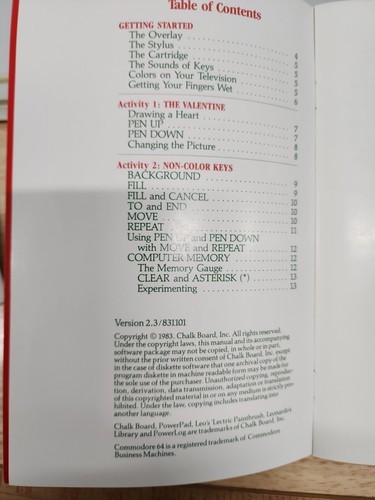 Table of Contents
GETTING STARTED
The Overlay . . . . . . . . . . 4
The Stylus . . . . . . . . . . 5
The Cartridge . . . . . . . . . . 5
The Sounds of Keys . . . . . . . . . . 5
Colors on Your Television . . . . . . . . . . 5
Getting Your Fingers Wet . . . . . . . . . . 6
Activity 1: THE VALENTINE
Drawing a Heart . . . . . . . . . . 7
PEN UP . . . . . . . . . . 7
PEN DOWN . . . . . . . . . . 8
Changing the Picture . . . . . . . . . . 8
Activity 2: NON-COLOR KEYS
BACKGROUND . . . . . . . . . . 9
FILL . . . . . . . . . . 9
FILL and CANCEL . . . . . . . . . . 10
TO and END . . . . . . . . . . 10
MOVE . . . . . . . . . . 10
REPEAT . . . . . . . . . . 11
Using PEN UP and PEN DOWN
with MOVE and REPEAT . . . . . . . . . . 12
COMPUTER MEMORY . . . . . . . . . . 12
The Memory Gauge . . . . . . . . . . 12
CLEAR and ASTERISK (*) . . . . . . . . . . 13
Experimenting . . . . . . . . . . 13
Version 2.3/831101
Copyright © 1983. Chalk Board, Inc. All rights reserved.
Under the copyright laws, this manual and its accompanying
software package may not be copied, in whole or in part,
without the prior written consent of Chalk Board, Inc. except
in the case of diskette software that one archival copy of the
program diskette in machine readable form may be made for
the sole use of the purchaser. Unauthorized copying, reproduc-
tion, derivation, data transmission, adaptation or translation
of this copyrighted material in or on any medium is strictly pro-
hibited. Under law, copying includes translating into
another language.
Chalk Board, PowerPad, Leo's 'Lectric Paintbrush, Leonardo's
Library and PowerLog are trademarks of Chalk Board, Inc.
Commodore 64 is a registered trademark of Commodore
Business Machines.